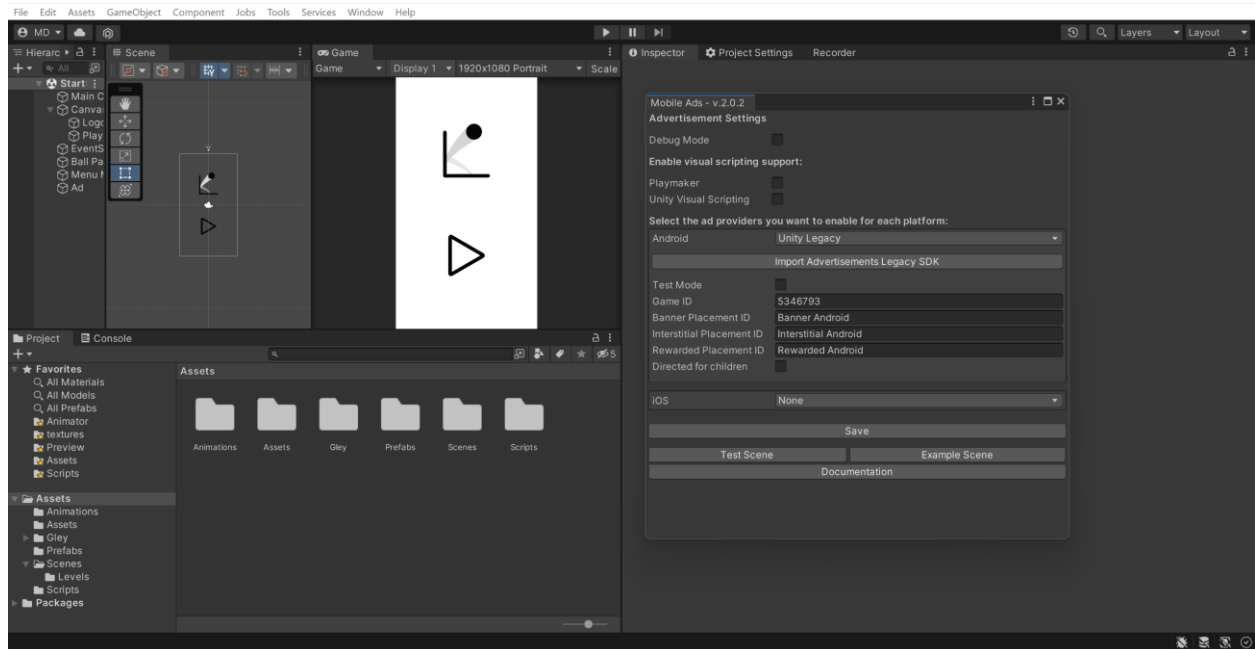 File Edit Assets GameObject Component Jobs Tools Services Window Help
MD
Layers Layout
Hierarc
All
Start
Main C
Canva
Logo
Play
EventS
Ball Pa
Menu
Ad
Scene
Game
Game Display 1 1920x1080 Portrait Scale
Inspector Project Settings Recorder
Mobile Ads - v.2.0.2
Advertisement Settings
Debug Mode
Enable visual scripting support:
Playmaker
Unity Visual Scripting
Select the ad providers you want to enable for each platform:
Android Unity Legacy
Import Advertisements Legacy SDK
Test Mode
Game ID 5346793
Banner Placement ID Banner Android
Interstitial Placement ID Interstitial Android
Rewarded Placement ID Rewarded Android
Directed for children
iOS None
Save
Test Scene Example Scene
Documentation
Project Console
5
Favorites
All Materials
All Models
All Prefabs
Animator
textures
Preview
Assets
Scripts
Assets
Animations
Assets
Gley
Prefabs
Scenes
Levels
Scripts
Packages
Assets
Animations Assets Gley Prefabs Scenes Scripts